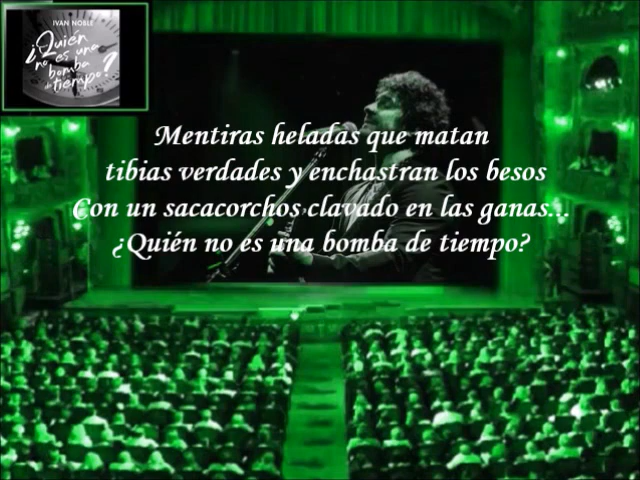 IVAN NOBLE
¿Quién
no es una
bomba
de tiempo?
Mentiras heladas que matan
tibias verdades y enchastran los besos
Con un sacacorchos clavado en las ganas...
¿Quién no es una bomba de tiempo?